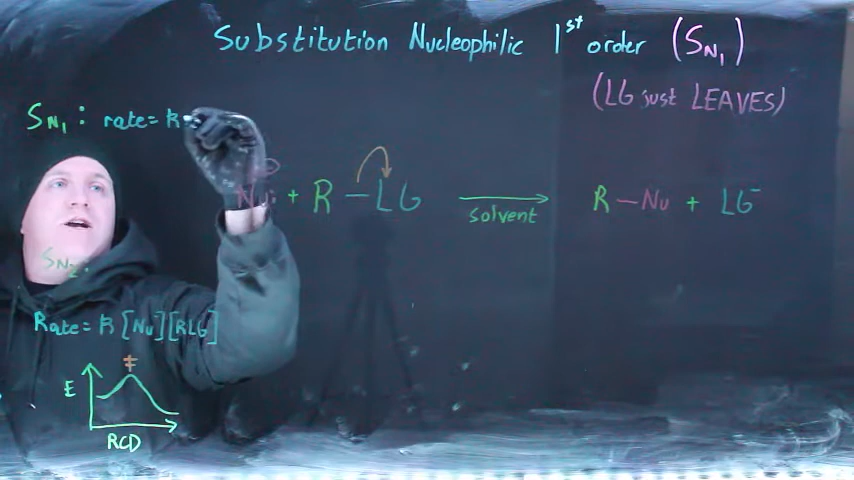 Substitution Nucleophilic 1st order (SN1)
(LG just LEAVES)
SN1: rate= k
Nu: + R-LG
solvent
R-Nu + LG-
SN2:
Rate= k [Nu-][RLG]
‡
E
RCD